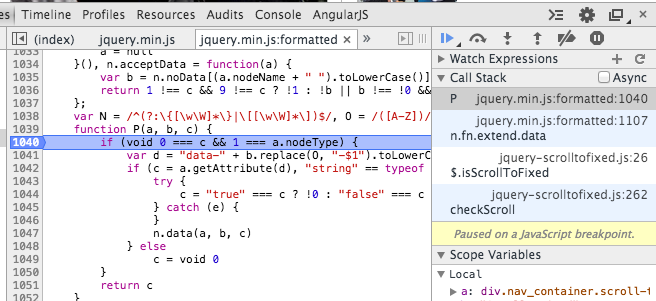 Timeline Profiles Resources Audits Console AngularJS
(index) jquery.min.js jquery.min.js:formatted × »
1035 a = null
1034 }(), n.acceptData = function(a) {
1035 var b = n.noData[(a.nodeName + " ").toLowerCase()]
1036 return 1 !== c && 9 !== c ? !1 : !b || b !== !0 &&
1037 };
1038 var N = /^(?:\{[\w\W]*\}|\[[\w\W]*\])$/, O = /([A-Z])/
1039 function P(a, b, c) {
1040 if (void 0 === c && 1 === a.nodeType) {
1041 var d = "data-" + b.replace(O, "-$1").toLowerC
1042 if (c = a.getAttribute(d), "string" == typeof
1043 try {
1044 c = "true" === c ? !0 : "false" === c
1045 } catch (e) {
1046 }
1047 n.data(a, b, c)
1048 } else
1049 c = void 0
1050 }
1051 return c
1052 }
Watch Expressions
Call Stack Async
P jquery.min.js:formatted:1040
jquery.min.js:formatted:1107
n.fn.extend.data
jquery-scrolltofixed.js:26
$.isScrollToFixed
jquery-scrolltofixed.js:262
checkScroll
Paused on a JavaScript breakpoint.
Scope Variables
Local
a: div.nav_container.scroll-t